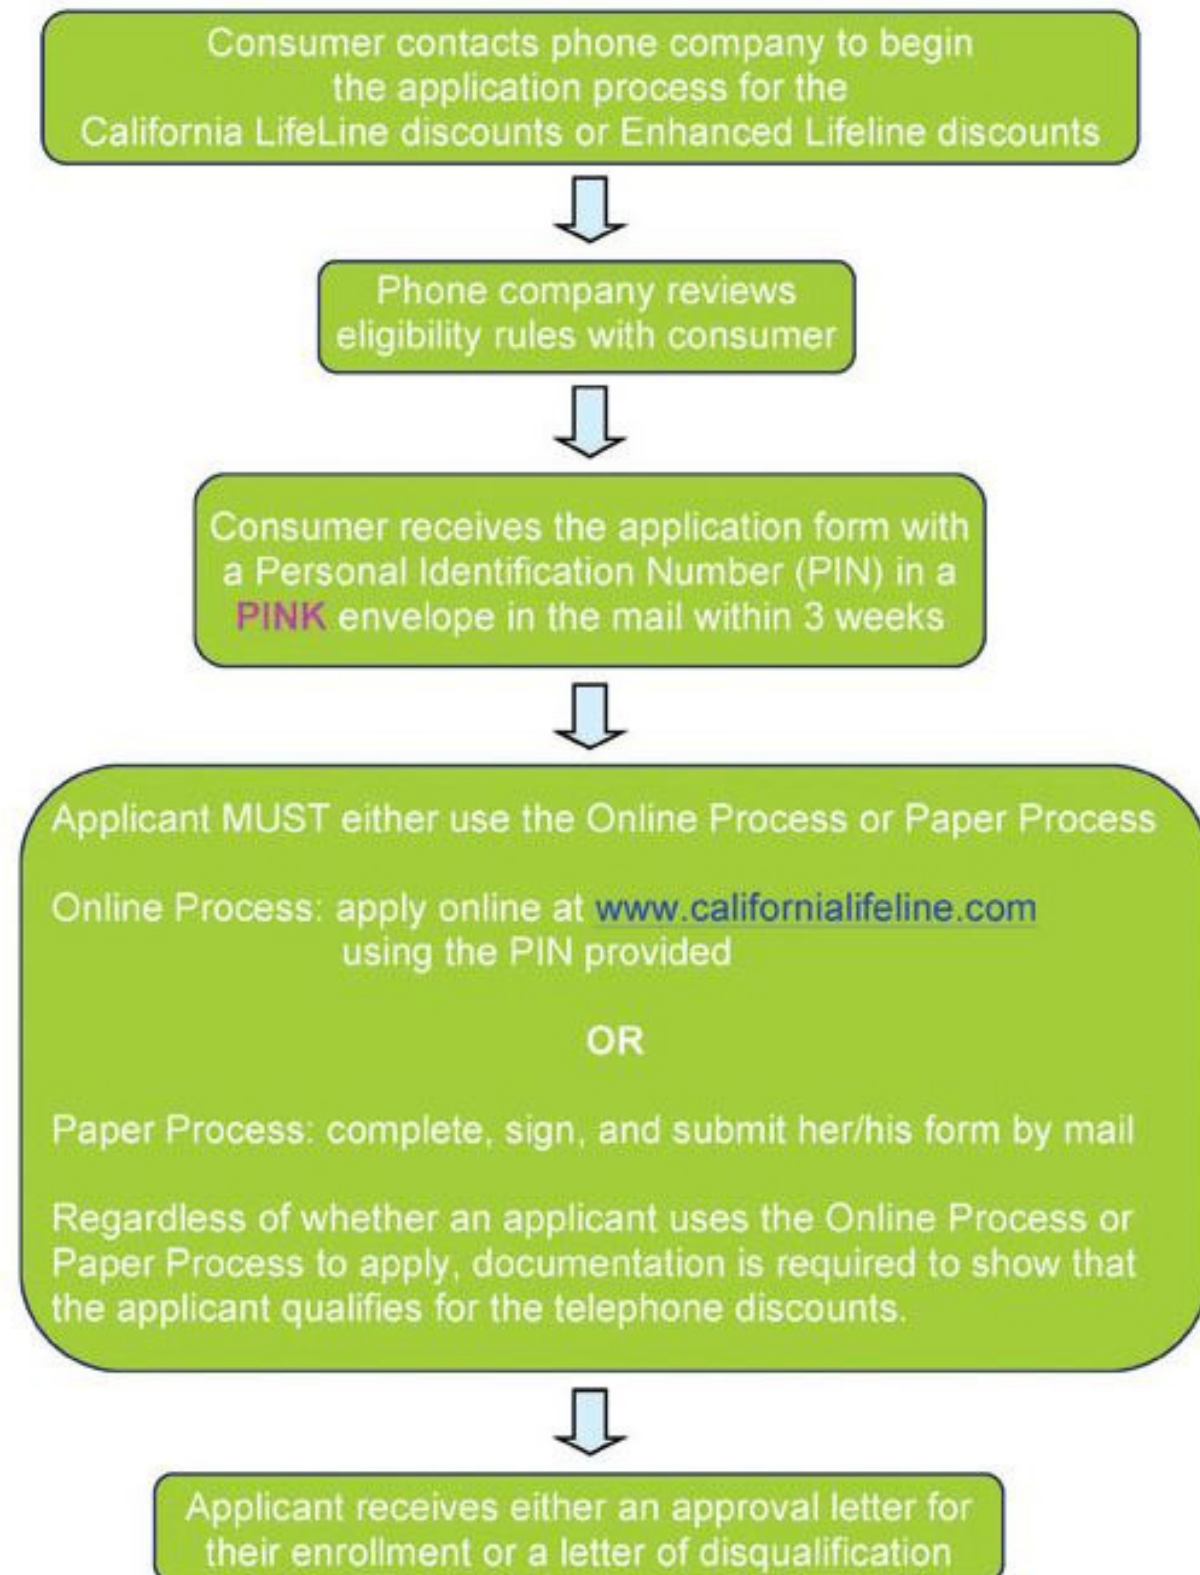 Consumer contacts phone company to begin
the application process for the
California LifeLine discounts or Enhanced Lifeline discounts
Phone company reviews
eligibility rules with consumer
Consumer receives the application form with
a Personal Identification Number (PIN) in a
PINK envelope in the mail within 3 weeks
Applicant MUST either use the Online Process or Paper Process
Online Process: apply online at www.californialifeline.com
using the PIN provided
OR
Paper Process: complete, sign, and submit her/his form by mail
Regardless of whether an applicant uses the Online Process or
Paper Process to apply, documentation is required to show that
the applicant qualifies for the telephone discounts.
Applicant receives either an approval letter for
their enrollment or a letter of disqualification